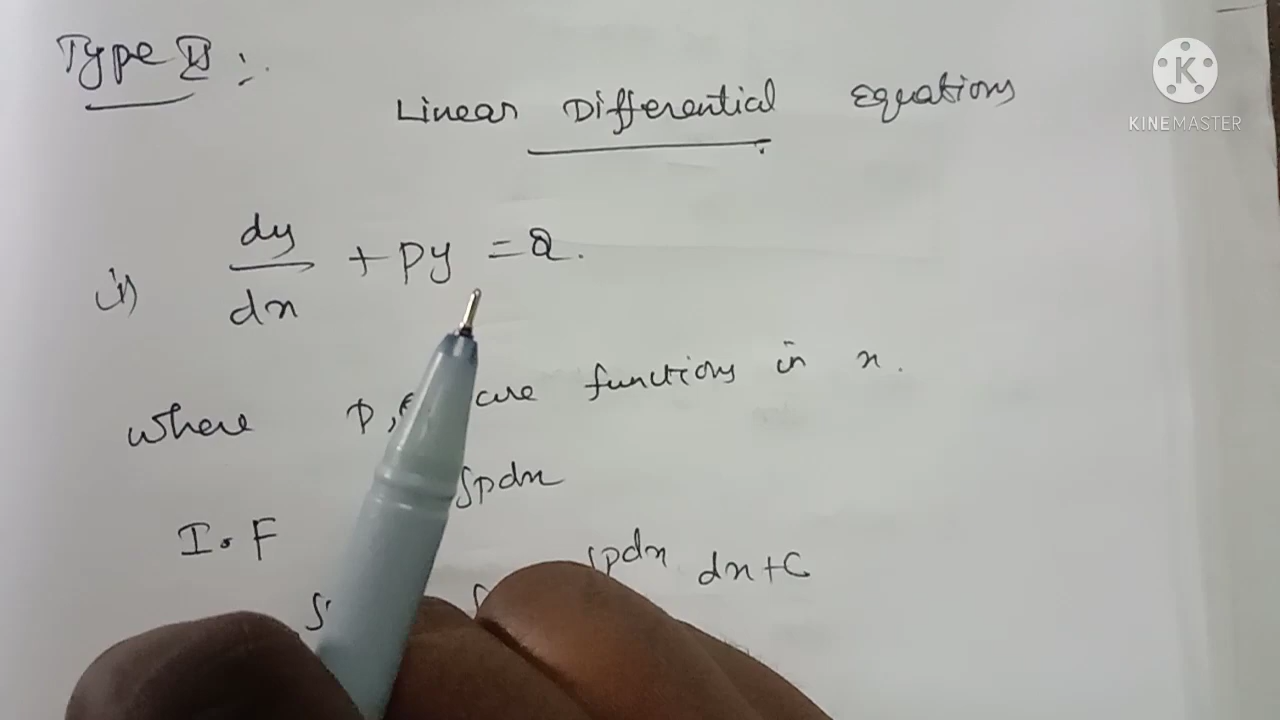 Type II :.
Linear Differential Equations
KINEMASTER
i) dy/dx + py = Q.
where P, are functions in x.
∫pdx
I.F
∫pdx dx+C